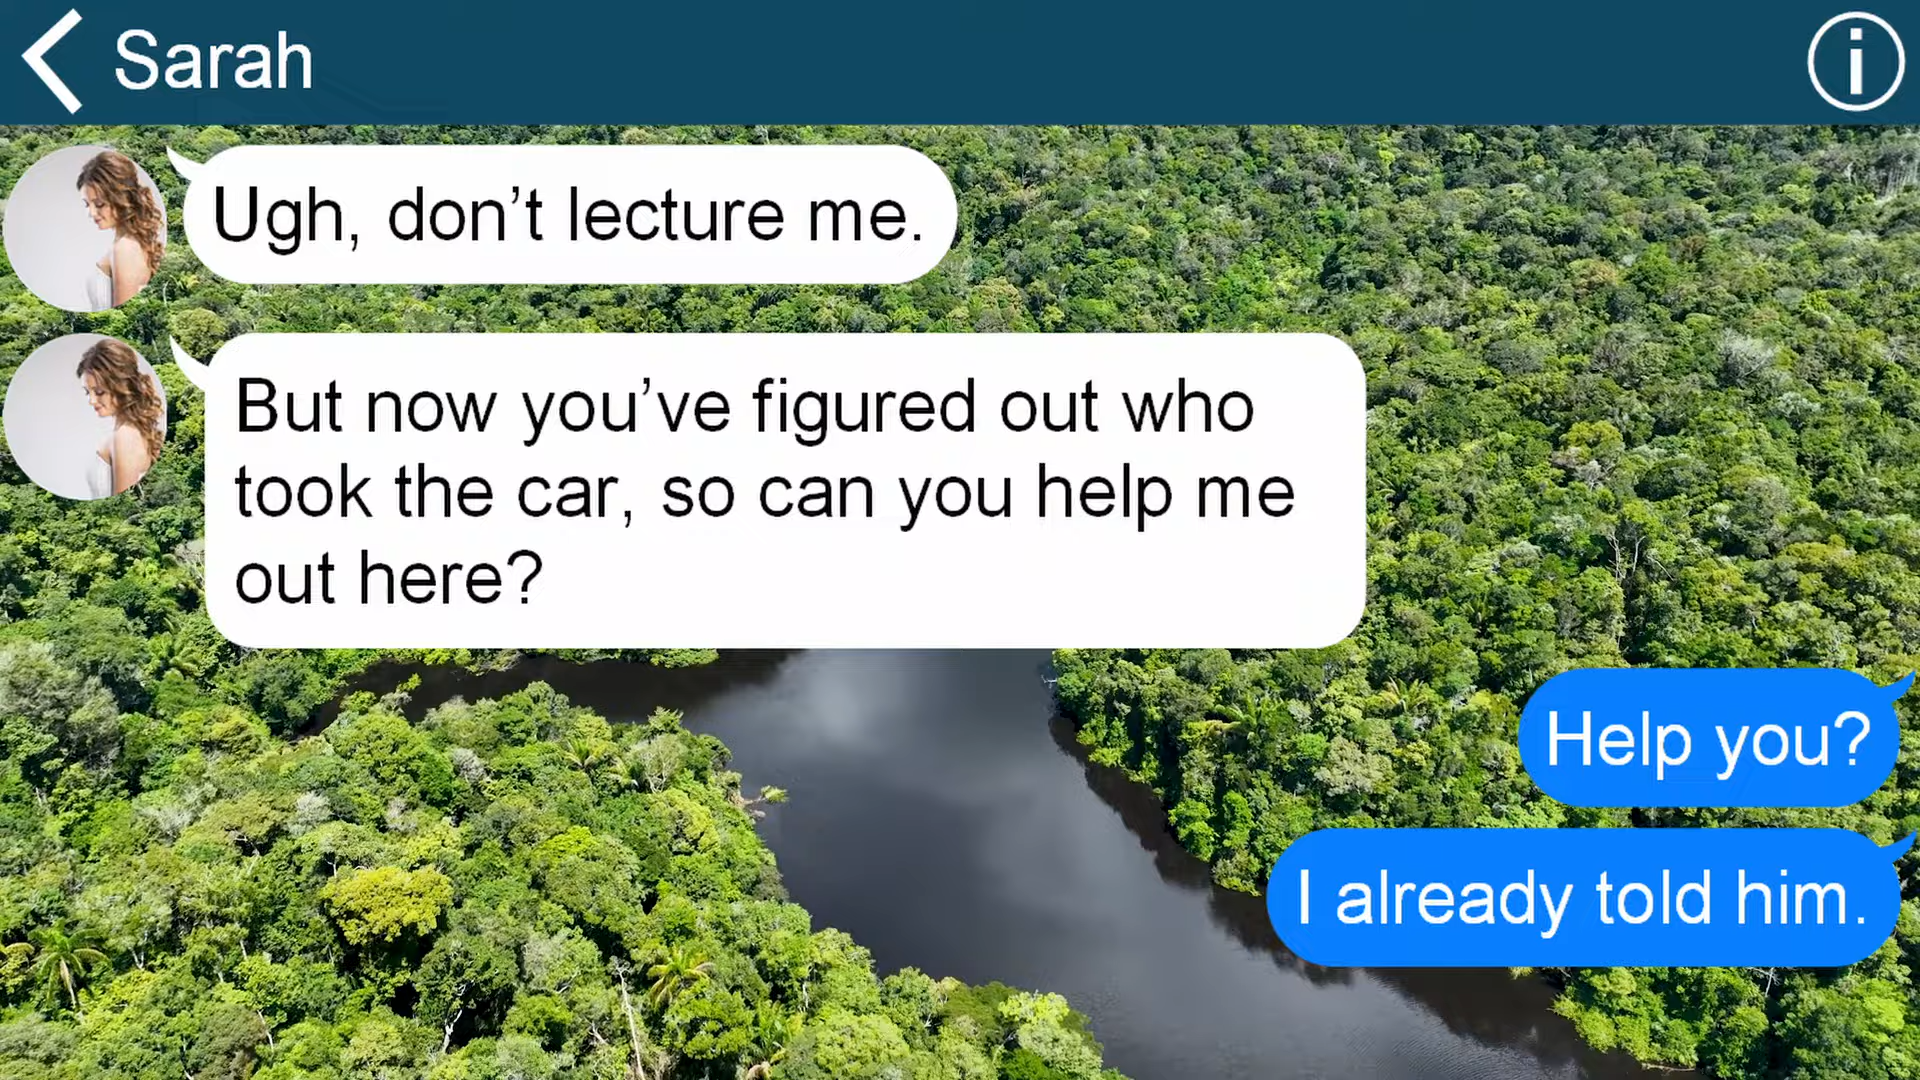 Sarah
Ugh, don’t lecture me.
But now you’ve figured out who
took the car, so can you help me
out here?
Help you?
I already told him.